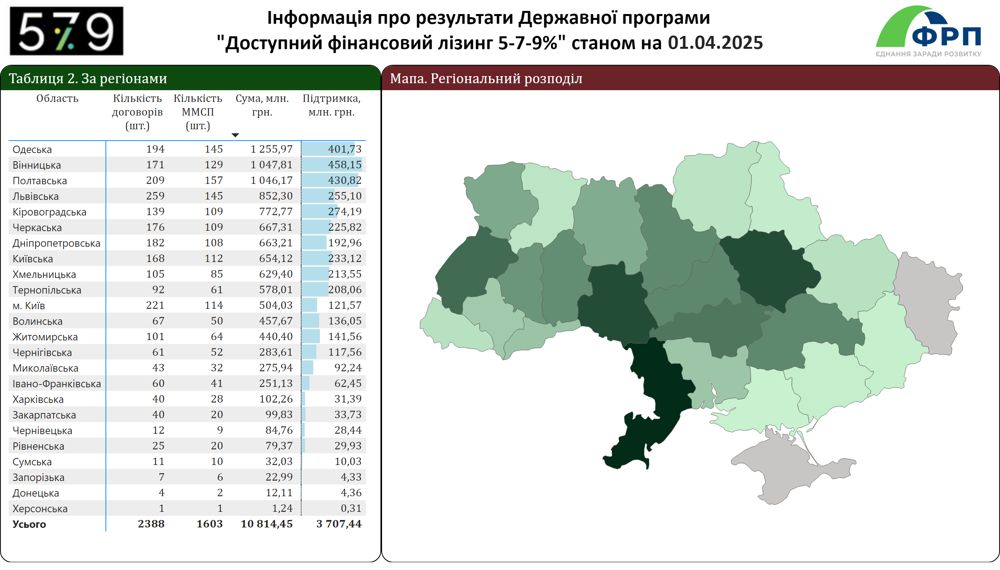 579
Інформація про результати Державної програми
"Доступний фінансовий лізинг 5-7-9%" станом на 01.04.2025
ФРП
ЄДНАННЯ ЗАРАДИ РОЗВИТКУ
Таблиця 2. За регіонами
Область Кількість договорів (шт.) Кількість ММСП (шт.) Сума, млн. грн. Підтримка, млн. грн.
Одеська 194 145 1 255,97 401,73
Вінницька 171 129 1 047,81 458,15
Полтавська 209 157 1 046,17 430,82
Львівська 259 145 852,30 255,10
Кіровоградська 139 109 772,77 274,19
Черкаська 176 109 667,31 225,82
Дніпропетровська 182 108 663,21 192,96
Київська 168 112 654,12 233,12
Хмельницька 105 85 629,40 213,55
Тернопільська 92 61 578,01 208,06
м. Київ 221 114 504,03 121,57
Волинська 67 50 457,67 136,05
Житомирська 101 64 440,40 141,56
Чернігівська 61 52 283,61 117,56
Миколаївська 43 32 275,94 92,24
Івано-Франківська 60 41 251,13 62,45
Харківська 40 28 102,26 31,39
Закарпатська 40 20 99,83 33,73
Чернівецька 12 9 84,76 28,44
Рівненська 25 20 79,37 29,93
Сумська 11 10 32,03 10,03
Запорізька 7 6 22,99 4,33
Донецька 4 2 12,11 4,36
Херсонська 1 1 1,24 0,31
Усього 2388 1603 10 814,45 3 707,44
Мапа. Регіональний розподіл